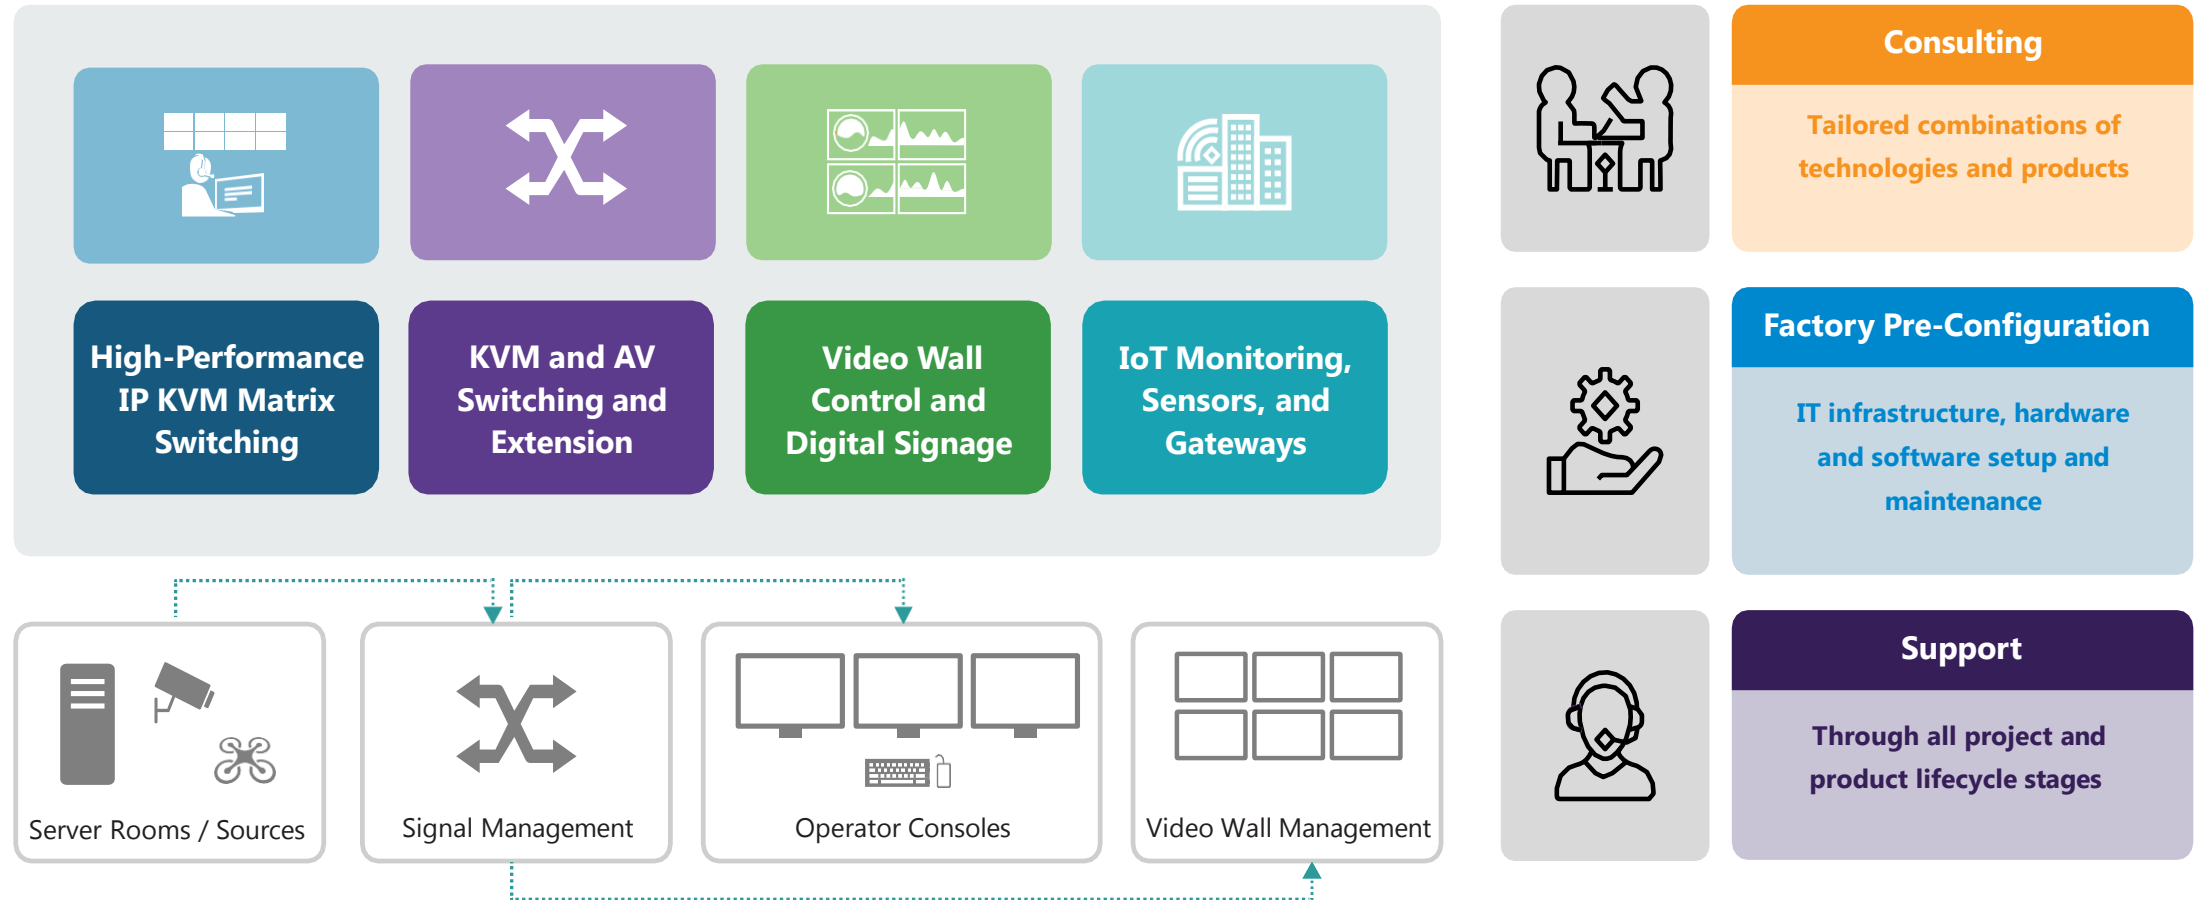 High-Performance
IP KVM Matrix
Switching
KVM and AV
Switching and
Extension
Video Wall
Control and
Digital Signage
IoT Monitoring,
Sensors, and
Gateways
Server Rooms / Sources
Signal Management
Operator Consoles
Video Wall Management
Consulting
Tailored combinations of
technologies and products
Factory Pre-Configuration
IT infrastructure, hardware
and software setup and
maintenance
Support
Through all project and
product lifecycle stages